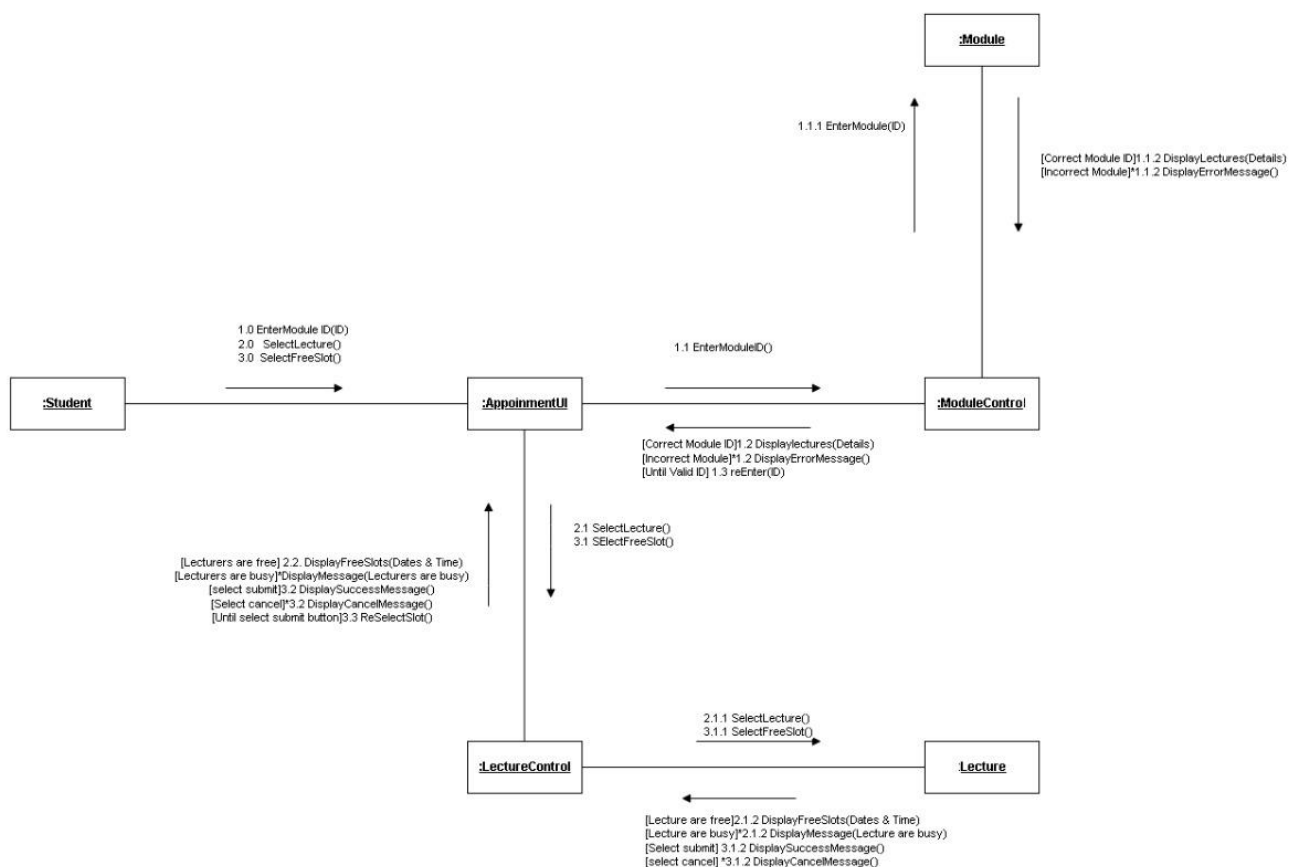 :Module
1.1.1 EnterModule(ID)
[Correct Module ID]1.1.2 DisplayLectures(Details)
[Incorrect Module]*1.1.2 DisplayErrorMessage()
1.0 EnterModule ID(ID)
2.0 SelectLecture()
3.0 SelectFreeSlot()
1.1 EnterModuleID()
:Student
:AppoinmentUI
:ModuleControl
[Correct Module ID]1.2 Displaylectures(Details)
[Incorrect Module]*1.2 DisplayErrorMessage()
[Until Valid ID] 1.3 reEnter(ID)
2.1 SelectLecture()
3.1 SElectFreeSlot()
[Lecturers are free] 2.2. DisplayFreeSlots(Dates & Time)
[Lecturers are busy]*DisplayMessage(Lecturers are busy)
[select submit]3.2 DisplaySuccessMessage()
[Select cancel]*3.2 DisplayCancelMessage()
[Until select submit button]3.3 ReSelectSlot()
2.1.1 SelectLecture()
3.1.1 SelectFreeSlot()
:LectureControl
:Lecture
[Lecture are free]2.1.2 DisplayFreeSlots(Dates & Time)
[Lecture are busy]*2.1.2 DisplayMessage(Lecture are busy)
[Select submit] 3.1.2 DisplaySuccessMessage()
[select cancel] *3.1.2 DisplayCancelMessage()